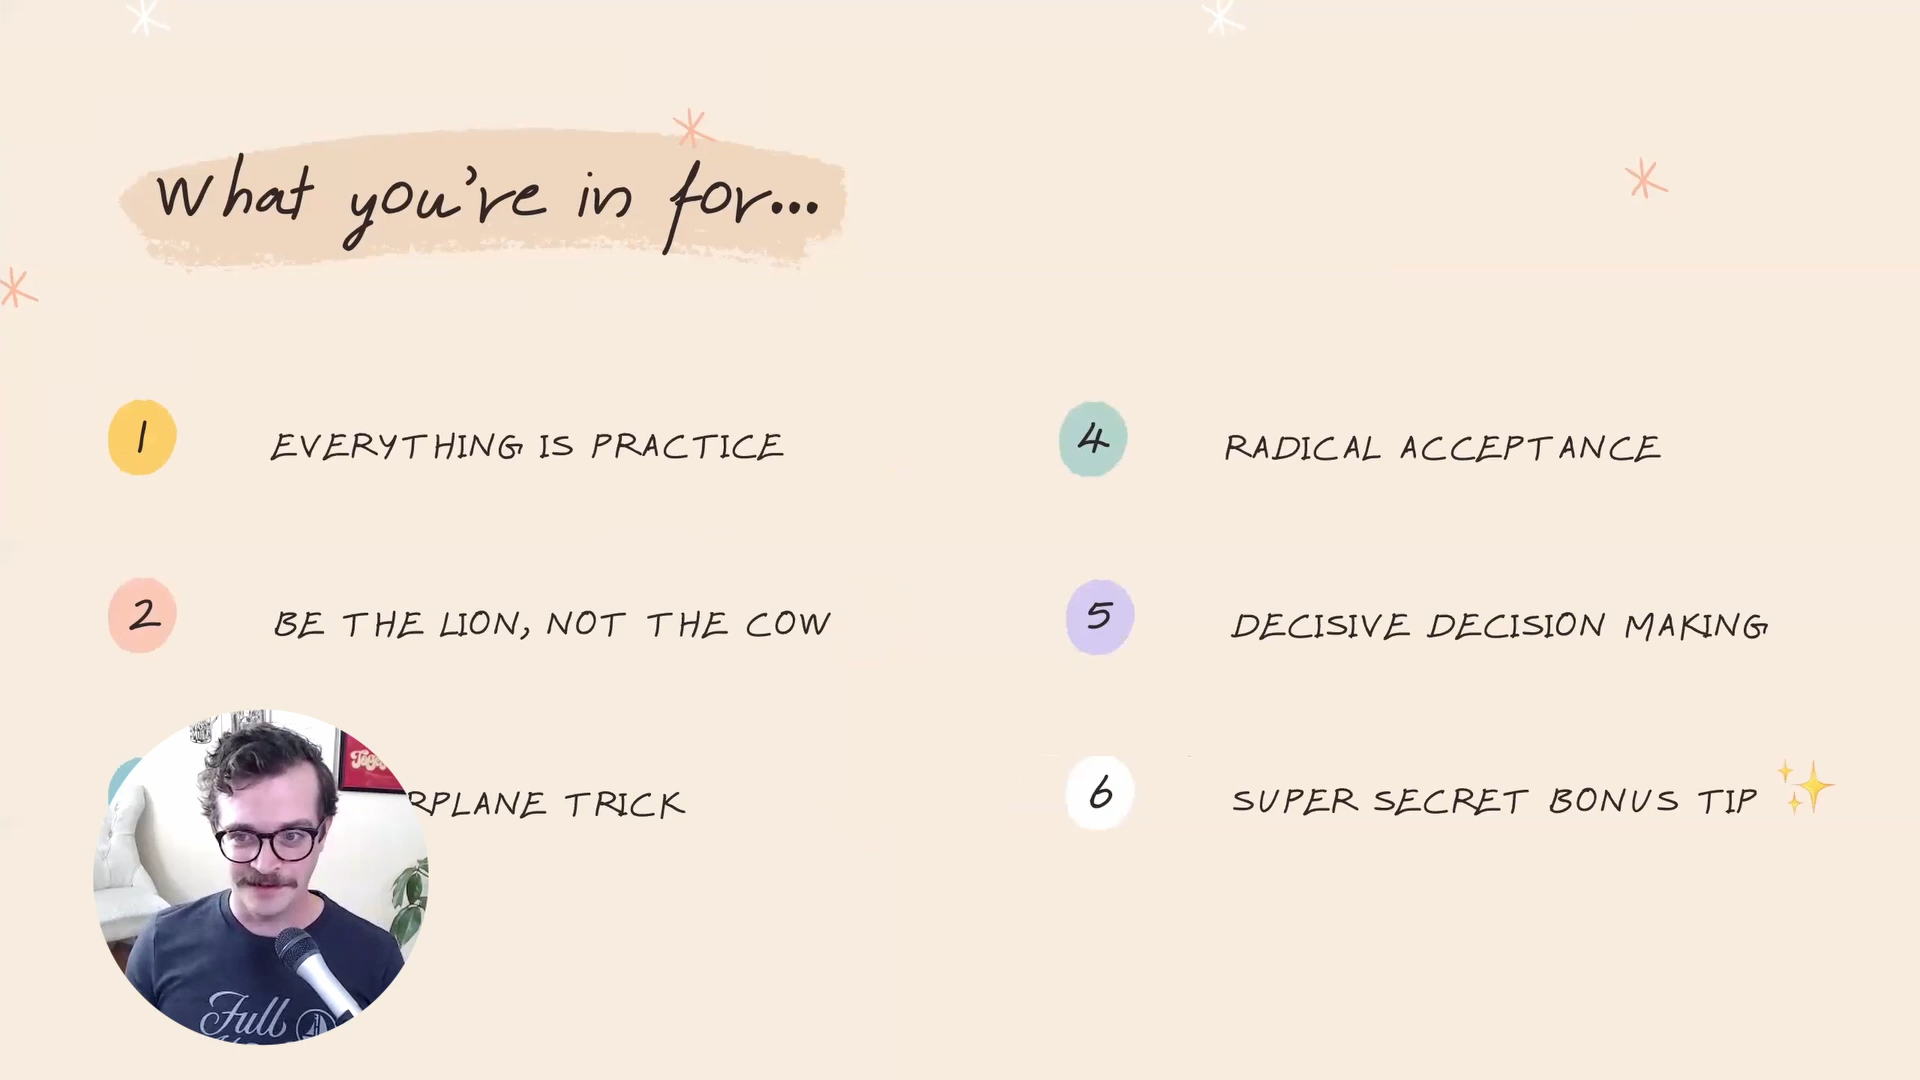 What you're in for...
1 EVERYTHING IS PRACTICE
2 BE THE LION, NOT THE COW
RPLANE TRICK
4 RADICAL ACCEPTANCE
5 DECISIVE DECISION MAKING
6 SUPER SECRET BONUS TIP
Full